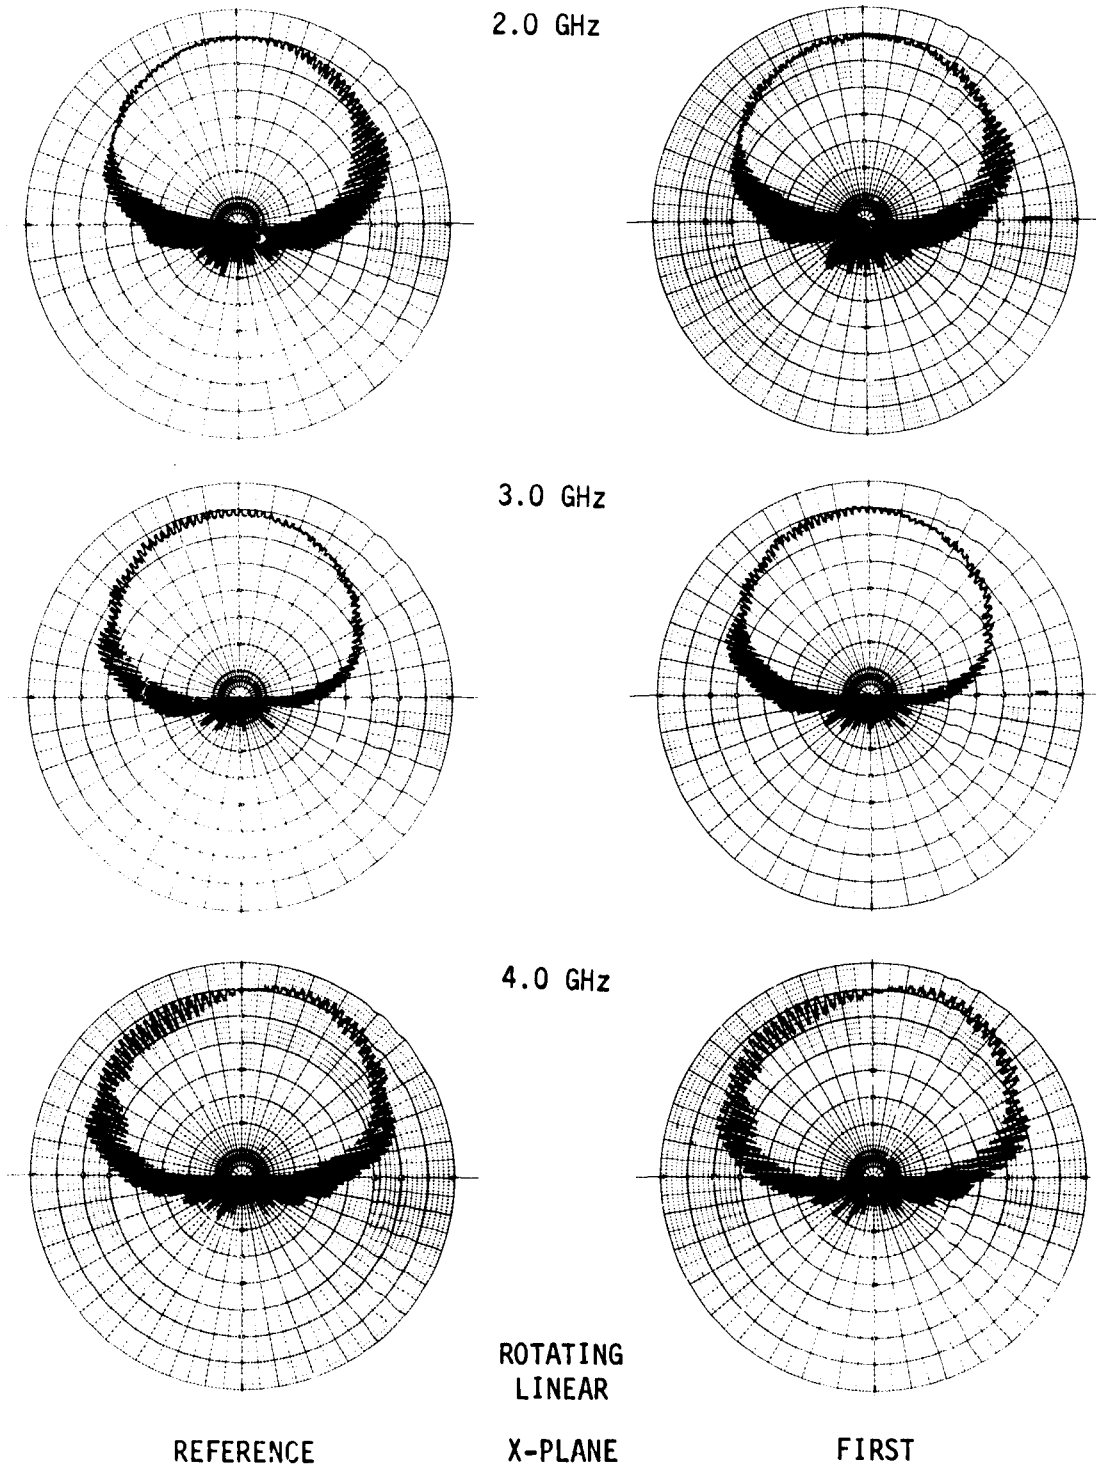 2.0 GHz
3.0 GHz
4.0 GHz
ROTATING
LINEAR
REFERENCE
X-PLANE
FIRST